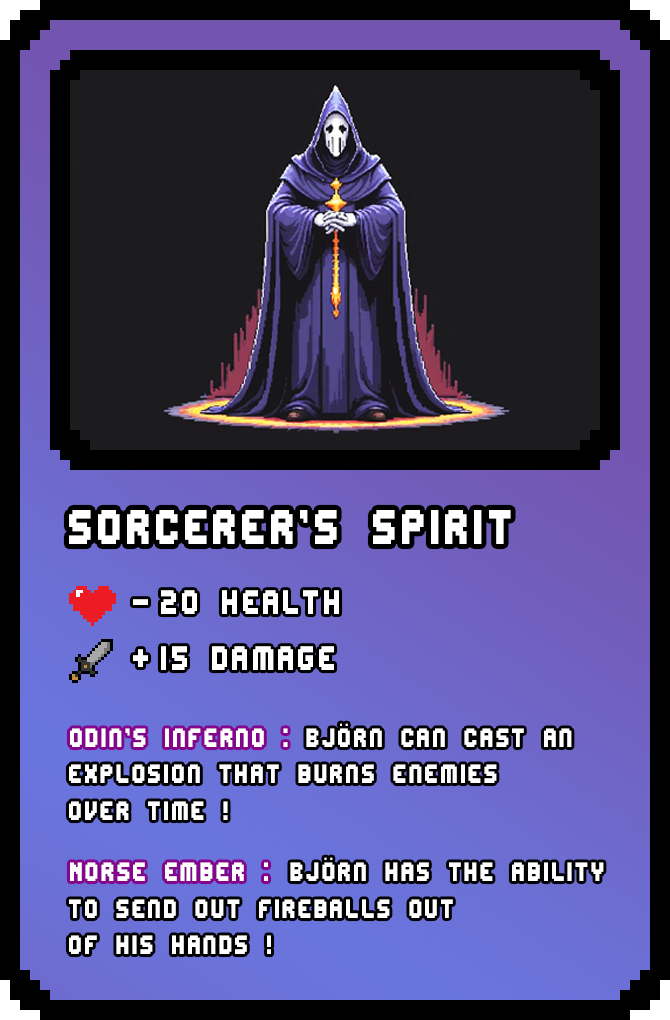 SORCERER'S SPIRIT
-20 HEALTH
+15 DAMAGE
ODIN'S INFERNO : BJÖRN CAN CAST AN
EXPLOSION THAT BURNS ENEMIES
OVER TIME !
NORSE EMBER : BJÖRN HAS THE ABILITY
TO SEND OUT FIREBALLS OUT
OF HIS HANDS !